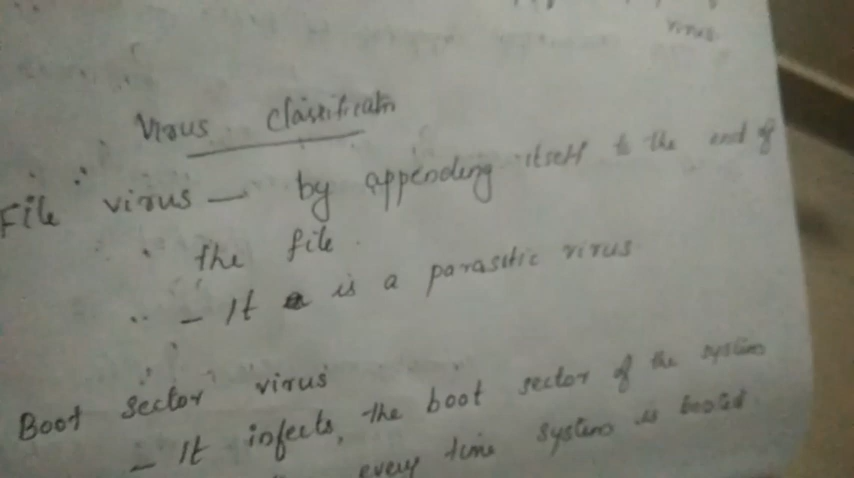 virus
Virus Classificatn
File virus — by appending itself to the end of
the file.
- It is a parasitic virus
Boot sector virus
- It infects, the boot sector of the system
every time system is booted.